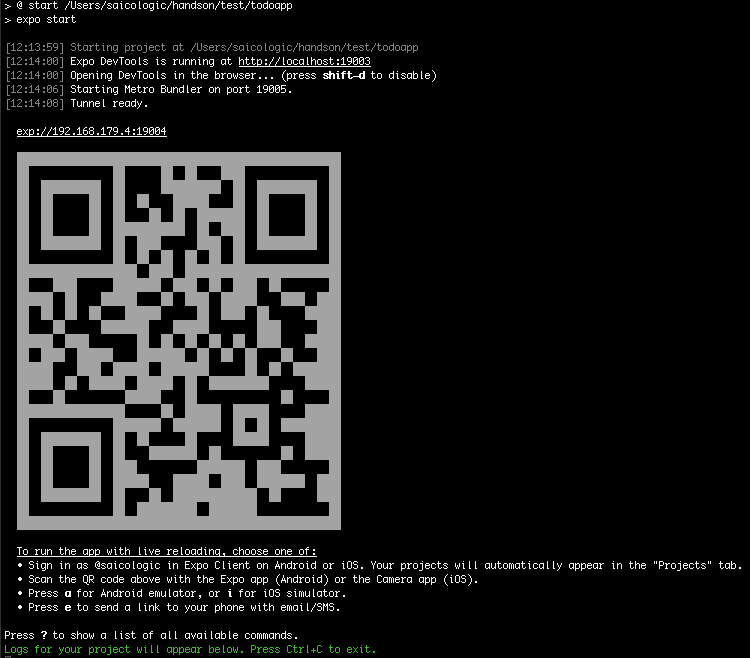 > @ start /Users/saicologic/handson/test/todoapp
> expo start
[12:13:59] Starting project at /Users/saicologic/handson/test/todoapp
[12:14:00] Expo DevTools is running at http://localhost:19003
[12:14:00] Opening DevTools in the browser... (press shift-d to disable)
[12:14:06] Starting Metro Bundler on port 19005.
[12:14:08] Tunnel ready.
exp://192.168.179.4:19004
To run the app with live reloading, choose one of:
• Sign in as @saicologic in Expo Client on Android or iOS. Your projects will automatically appear in the "Projects" tab.
• Scan the QR code above with the Expo app (Android) or the Camera app (iOS).
• Press a for Android emulator, or i for iOS simulator.
• Press e to send a link to your phone with email/SMS.
Press ? to show a list of all available commands.
Logs for your project will appear below. Press Ctrl+C to exit.